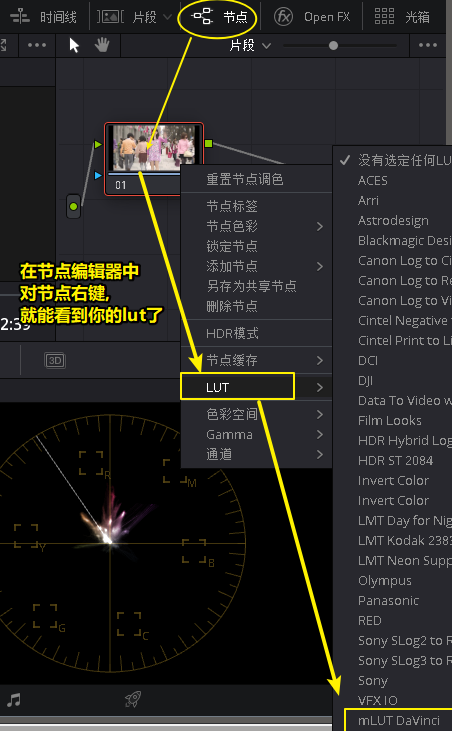 时间线
片段
节点
Open FX
光箱
片段
01
重置节点调色
节点标签
节点色彩
锁定节点
添加节点
另存为共享节点
删除节点
HDR模式
节点缓存
LUT
色彩空间
Gamma
通道
没有选定任何LU
ACES
Arri
Astrodesign
Blackmagic Desi
Canon Log to Ci
Canon Log to Re
Canon Log to Vi
Cintel Negative
Cintel Print to Li
DCI
DJI
Data To Video w
Film Looks
HDR Hybrid Log
HDR ST 2084
Invert Color
Invert Color
LMT Day for Nig
LMT Kodak 2383
LMT Neon Supp
Olympus
Panasonic
RED
Sony SLog2 to R
Sony SLog3 to R
Sony
VFX IO
mLUT DaVinci
在节点编辑器中
对节点右键,
就能看到你的lut了
2:39
3D
R
M
Y
B
G
C